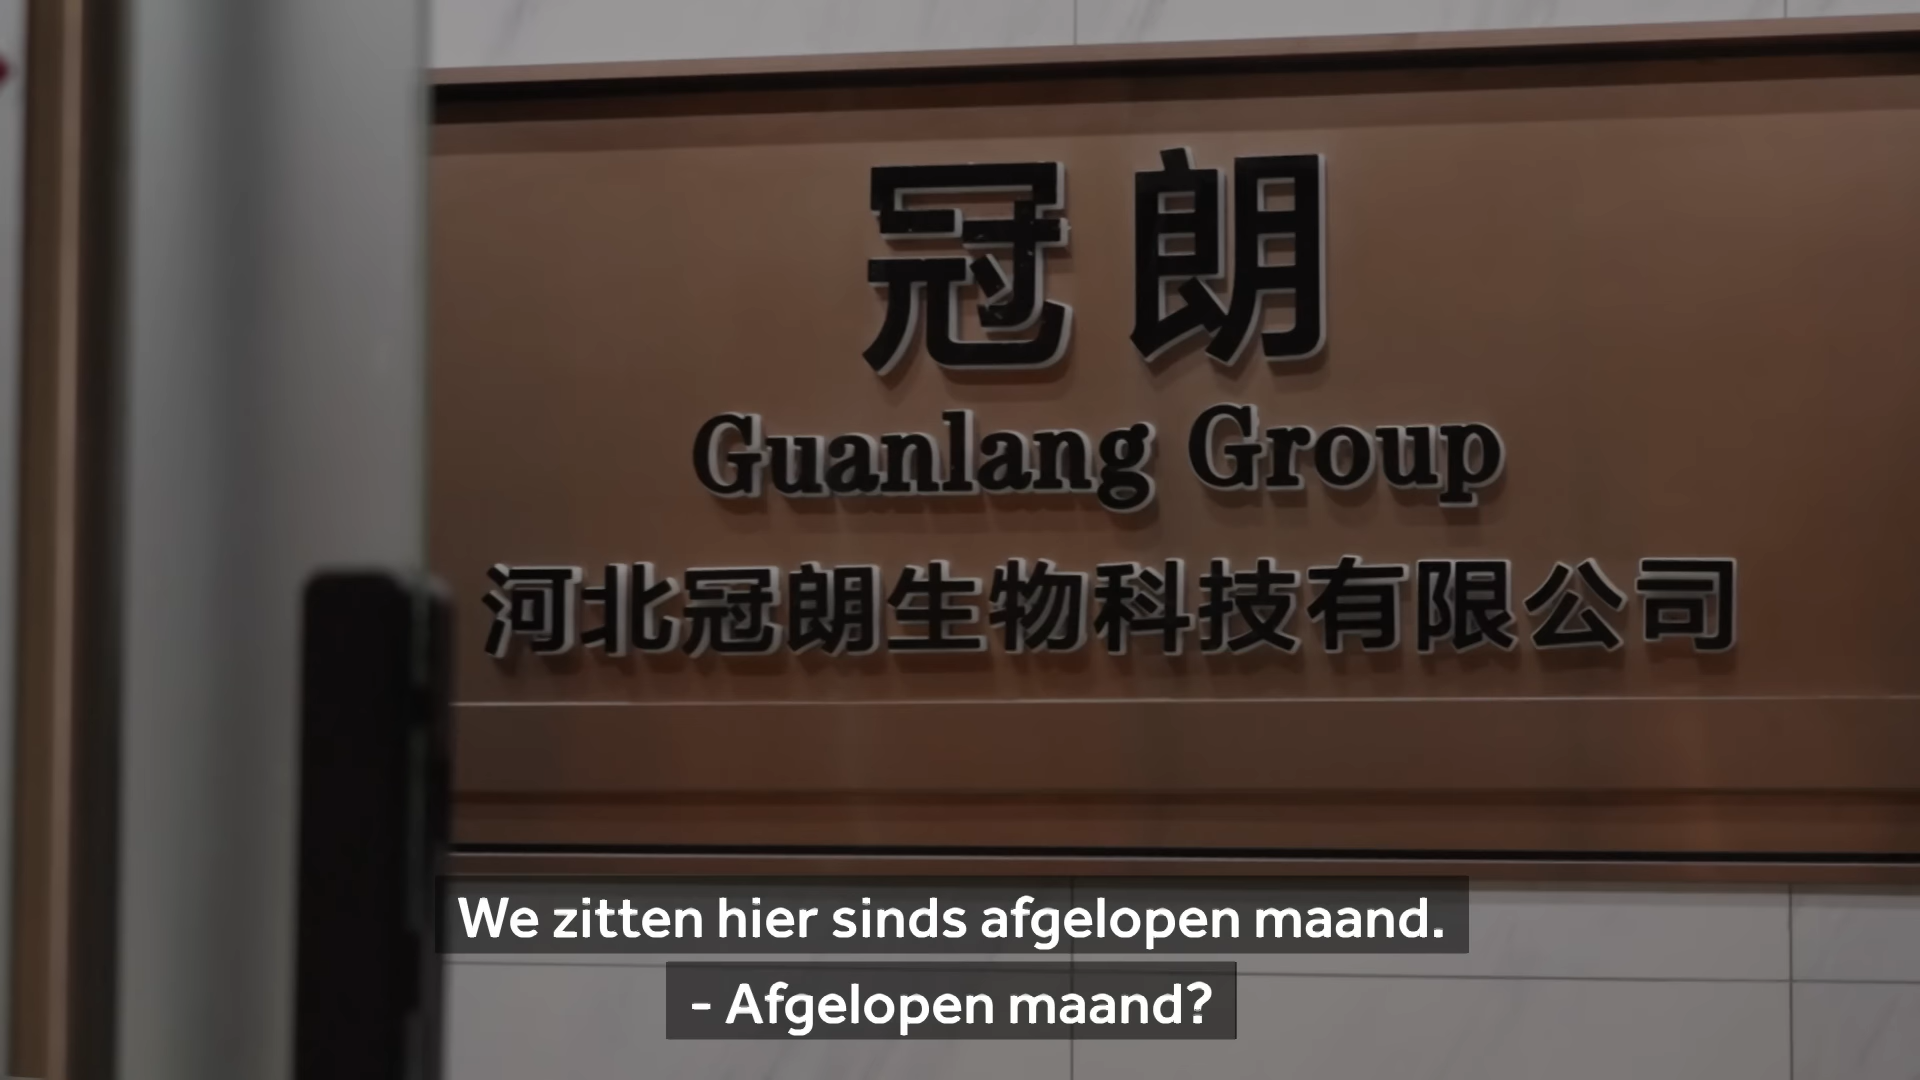 冠朗
Guanlang Group
河北冠朗生物科技有限公司
We zitten hier sinds afgelopen maand.
- Afgelopen maand?